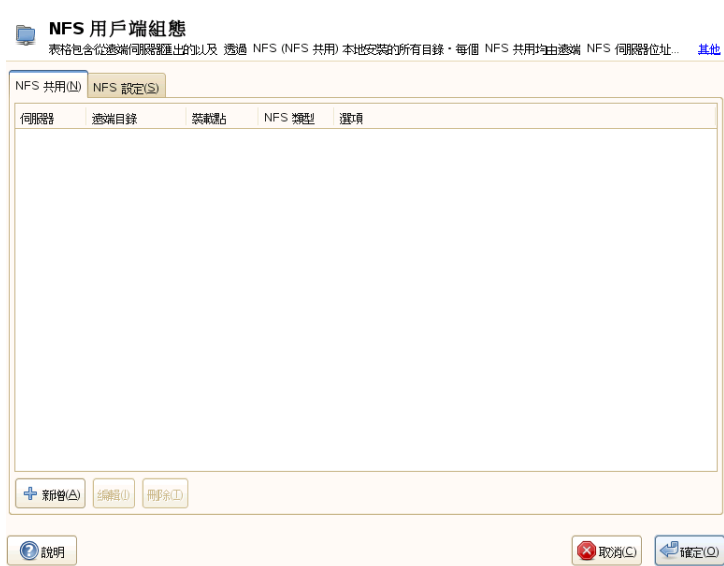 NFS 用戶端組態
表格包含從遠端伺服器匯出的以及 透過 NFS (NFS 共用) 本地安裝的所有目錄。每個 NFS 共用均由遠端 NFS 伺服器位址... 其他
NFS 共用(N) NFS 設定(S)
伺服器 遠端目錄 裝載點 NFS 類型 選項
新增(A) 編輯(I) 刪除(T)
說明 取消(C) 確定(O)